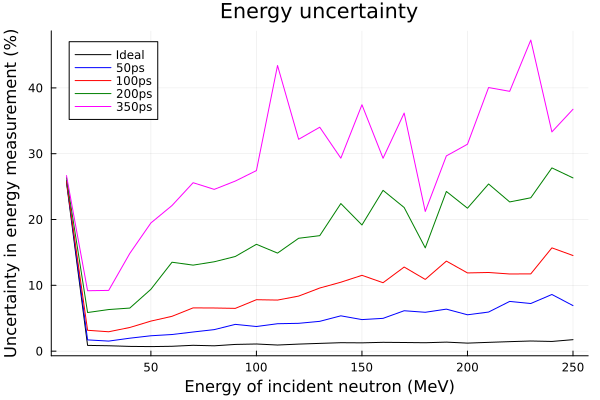 Energy uncertainty
Uncertainty in energy measurement (%)
Ideal
50ps
100ps
200ps
350ps
40
30
20
10
0
50
100
150
200
250
Energy of incident neutron (MeV)